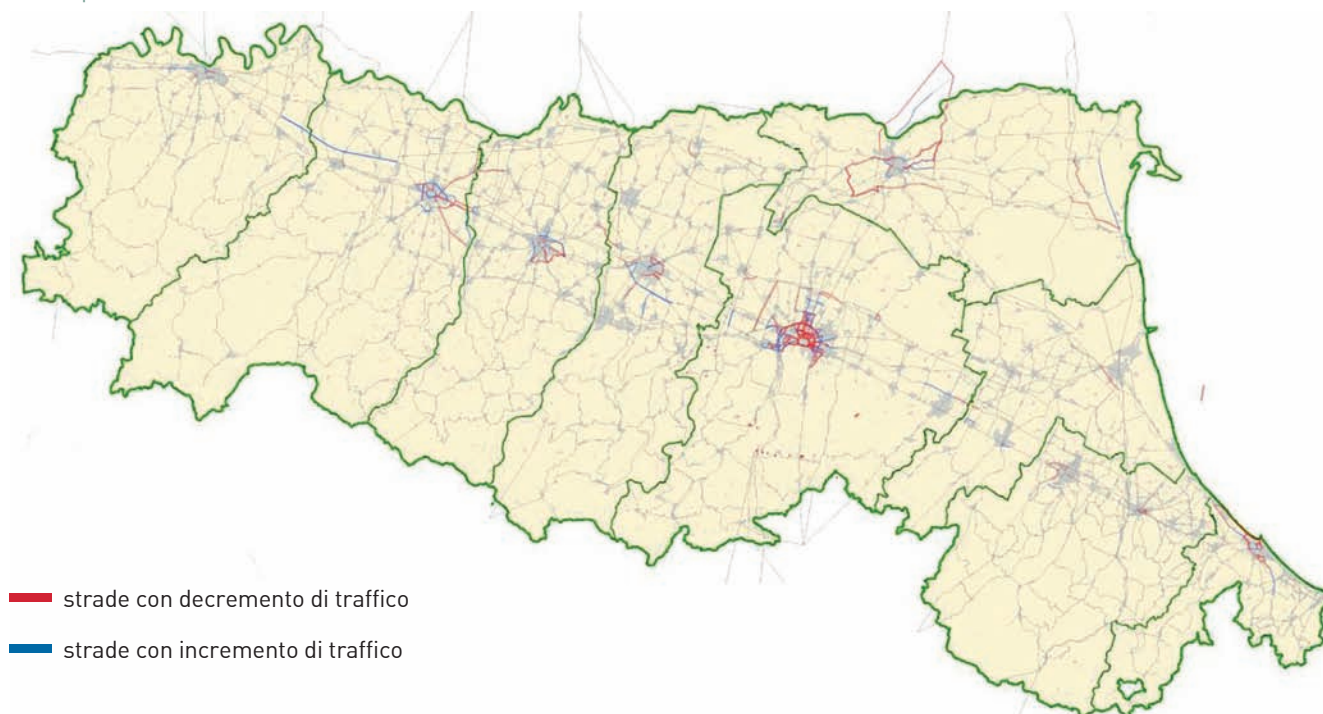 strade con decremento di traffico
strade con incremento di traffico